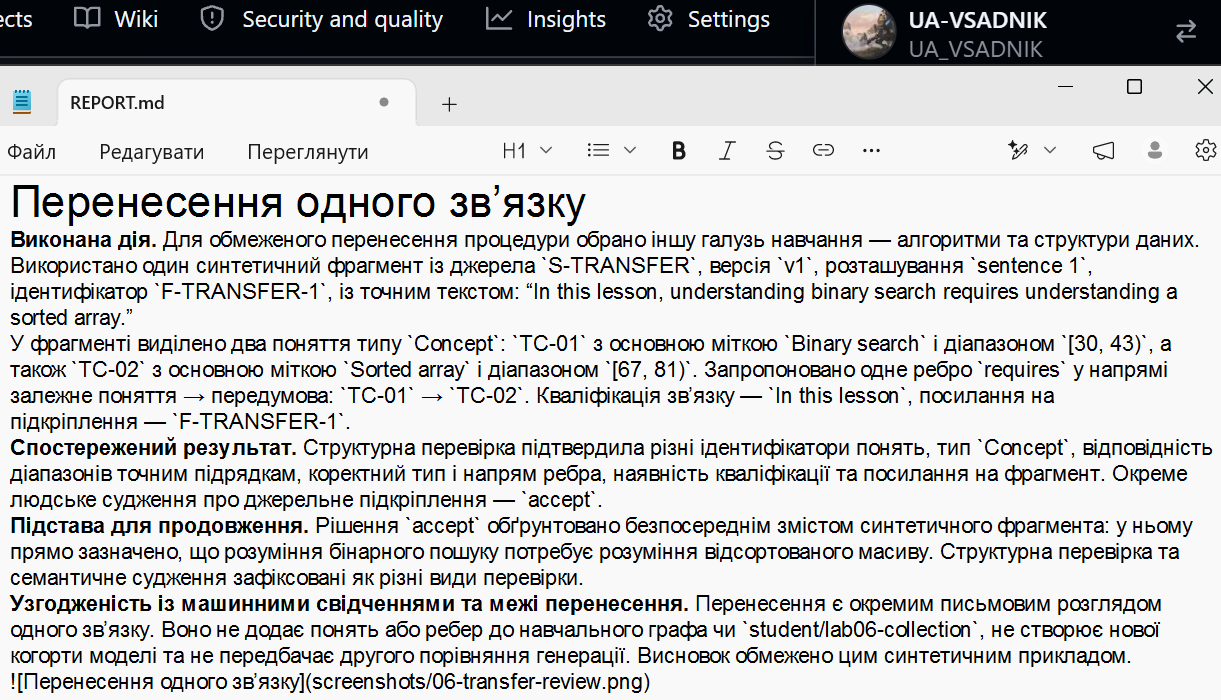 ects Wiki Security and quality Insights Settings UA-VSADNIK
UA_VSADNIK
REPORT.md
Файл Редагувати Переглянути H1 B I S
Перенесення одного зв’язку
Виконана дія. Для обмеженого перенесення процедури обрано іншу галузь навчання — алгоритми та структури даних.
Використано один синтетичний фрагмент із джерела `S-TRANSFER`, версія `v1`, розташування `sentence 1`,
ідентифікатор `F-TRANSFER-1`, із точним текстом: “In this lesson, understanding binary search requires understanding a
sorted array.”
У фрагменті виділено два поняття типу `Concept`: `TC-01` з основною міткою `Binary search` і діапазоном `[30, 43)`, а
також `TC-02` з основною міткою `Sorted array` і діапазоном `[67, 81)`. Запропоновано одне ребро `requires` у напрямі
залежне поняття → передумова: `TC-01` → `TC-02`. Кваліфікація зв’язку — `In this lesson`, посилання на
підкріплення — `F-TRANSFER-1`.
Спостережений результат. Структурна перевірка підтвердила різні ідентифікатори понять, тип `Concept`, відповідність
діапазонів точним підрядкам, коректний тип і напрям ребра, наявність кваліфікації та посилання на фрагмент. Окреме
людське судження про джерельне підкріплення — `accept`.
Підстава для продовження. Рішення `accept` обґрунтовано безпосереднім змістом синтетичного фрагмента: у ньому
прямо зазначено, що розуміння бінарного пошуку потребує розуміння відсортованого масиву. Структурна перевірка та
семантичне судження зафіксовані як різні види перевірки.
Узгодженість із машинними свідченнями та межі перенесення. Перенесення є окремим письмовим розглядом
одного зв’язку. Воно не додає понять або ребер до навчального графа чи `student/lab06-collection`, не створює нової
когорти моделі та не передбачає другого порівняння генерації. Висновок обмежено цим синтетичним прикладом.
![Перенесення одного зв’язку](screenshots/06-transfer-review.png)